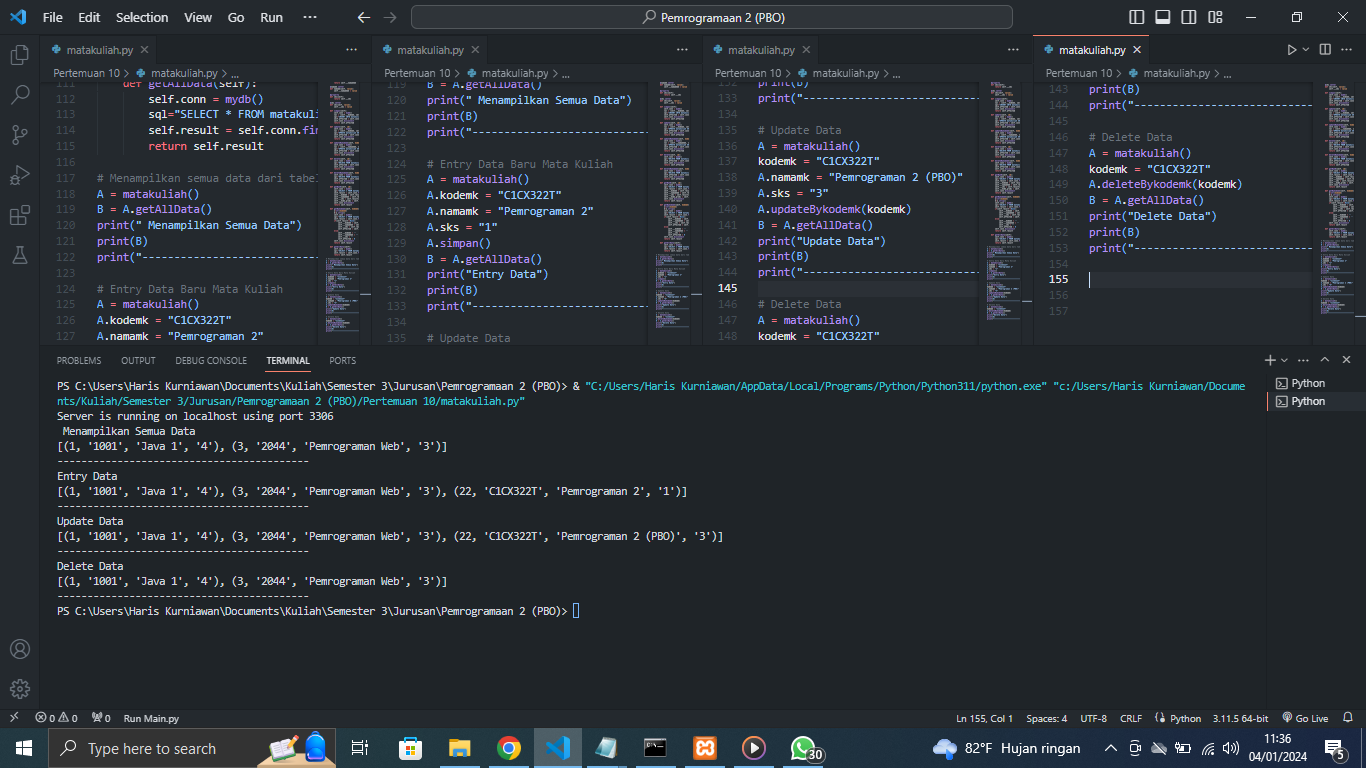 File Edit Selection View Go Run ··· Pemrogramaan 2 (PBO)
matakuliah.py
Pertemuan 10 > matakuliah.py > ...
111 def getAllData(self):
112 self.conn = mydb()
113 sql="SELECT * FROM matakuli
114 self.result = self.conn.fin
115 return self.result
116
117 # Menampilkan semua data dari tabel
118 A = matakuliah()
119 B = A.getAllData()
120 print(" Menampilkan Semua Data")
121 print(B)
122 print("-----------------------------
123
124 # Entry Data Baru Mata Kuliah
125 A = matakuliah()
126 A.kodemk = "C1CX322T"
127 A.namamk = "Pemrograman 2"
matakuliah.py
Pertemuan 10 > matakuliah.py > ...
119 B = A.getAllData()
120 print(" Menampilkan Semua Data")
121 print(B)
122 print("-----------------------------
123
124 # Entry Data Baru Mata Kuliah
125 A = matakuliah()
126 A.kodemk = "C1CX322T"
127 A.namamk = "Pemrograman 2"
128 A.sks = "1"
129 A.simpan()
130 B = A.getAllData()
131 print("Entry Data")
132 print(B)
133 print("-----------------------------
134
135 # Update Data
matakuliah.py
Pertemuan 10 > matakuliah.py > ...
132 print(B)
133 print("-----------------------------
134
135 # Update Data
136 A = matakuliah()
137 kodemk = "C1CX322T"
138 A.namamk = "Pemrograman 2 (PBO)"
139 A.sks = "3"
140 A.updateBykodemk(kodemk)
141 B = A.getAllData()
142 print("Update Data")
143 print(B)
144 print("-----------------------------
145
146 # Delete Data
147 A = matakuliah()
148 kodemk = "C1CX322T"
matakuliah.py
Pertemuan 10 > matakuliah.py > ...
143 print(B)
144 print("-----------------------------
145
146 # Delete Data
147 A = matakuliah()
148 kodemk = "C1CX322T"
149 A.deleteBykodemk(kodemk)
150 B = A.getAllData()
151 print("Delete Data")
152 print(B)
153 print("-----------------------------
154
155
156
157
PROBLEMS OUTPUT DEBUG CONSOLE TERMINAL PORTS
PS C:\Users\Haris Kurniawan\Documents\Kuliah\Semester 3\Jurusan\Pemrogramaan 2 (PBO)> & "C:/Users/Haris Kurniawan/AppData/Local/Programs/Python/Python311/python.exe" "c:/Users/Haris Kurniawan/Docume
nts/Kuliah/Semester 3/Jurusan/Pemrogramaan 2 (PBO)/Pertemuan 10/matakuliah.py"
Server is running on localhost using port 3306
Menampilkan Semua Data
[(1, '1001', 'Java 1', '4'), (3, '2044', 'Pemrograman Web', '3')]
------------------------------------------
Entry Data
[(1, '1001', 'Java 1', '4'), (3, '2044', 'Pemrograman Web', '3'), (22, 'C1CX322T', 'Pemrograman 2', '1')]
------------------------------------------
Update Data
[(1, '1001', 'Java 1', '4'), (3, '2044', 'Pemrograman Web', '3'), (22, 'C1CX322T', 'Pemrograman 2 (PBO)', '3')]
------------------------------------------
Delete Data
[(1, '1001', 'Java 1', '4'), (3, '2044', 'Pemrograman Web', '3')]
------------------------------------------
PS C:\Users\Haris Kurniawan\Documents\Kuliah\Semester 3\Jurusan\Pemrogramaan 2 (PBO)>
Python
Python
0 0 0 Run Main.py Ln 155, Col 1 Spaces: 4 UTF-8 CRLF Python 3.11.5 64-bit Go Live
Type here to search 30 82°F Hujan ringan 11:36
04/01/2024 5